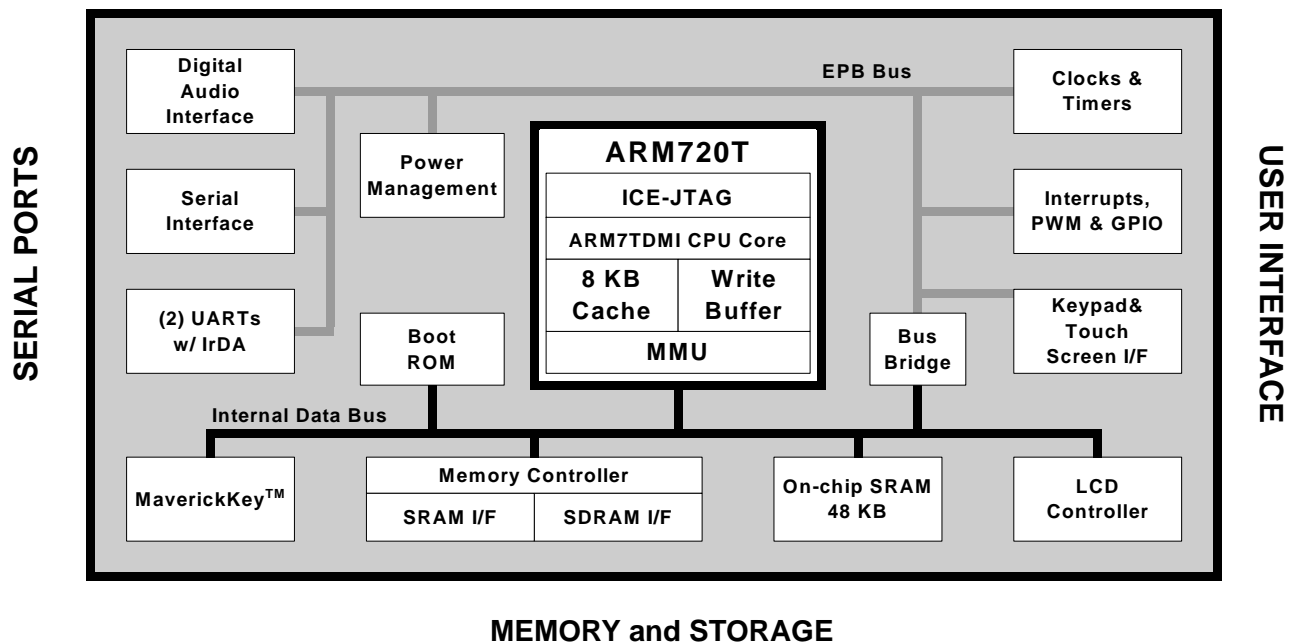 SERIAL PORTS
Digital
Audio
Interface
Serial
Interface
(2) UARTs
w/ IrDA
EPB Bus
Power
Management
ARM720T
ICE-JTAG
ARM7TDMI CPU Core
8 KB
Cache
Write
Buffer
MMU
Boot
ROM
Bus
Bridge
Clocks &
Timers
Interrupts,
PWM & GPIO
Keypad&
Touch
Screen I/F
USER INTERFACE
Internal Data Bus
MaverickKey™
Memory Controller
SRAM I/F
SDRAM I/F
On-chip SRAM
48 KB
LCD
Controller
MEMORY and STORAGE